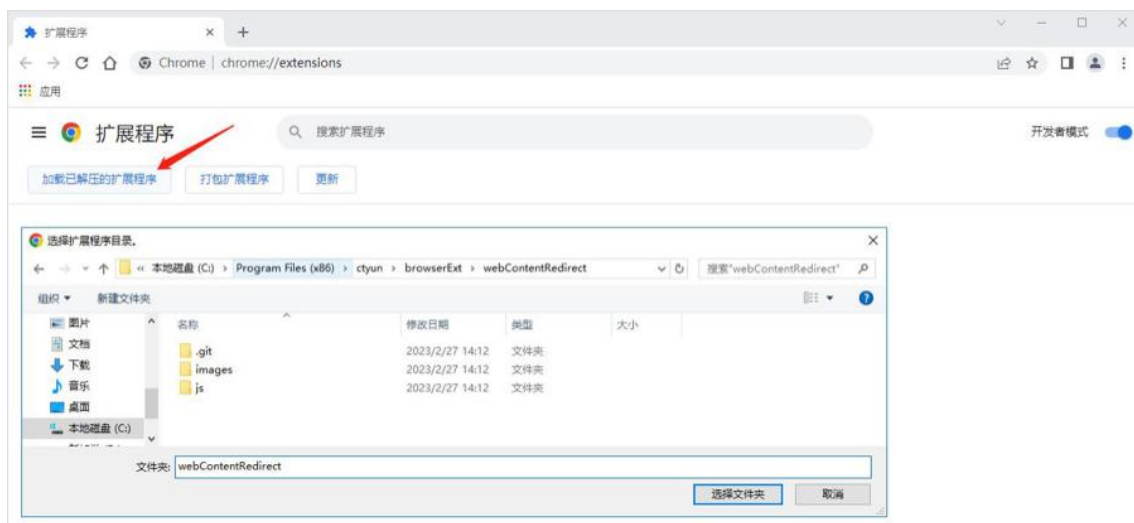 扩展程序
Chrome | chrome://extensions
应用
扩展程序
搜索扩展程序
开发者模式
加载已解压的扩展程序
打包扩展程序
更新
选择扩展程序目录。
« 本地磁盘 (C:) › Program Files (x86) › ctyun › browserExt › webContentRedirect
搜索"webContentRedirect"
组织
新建文件夹
图片
文档
下载
音乐
桌面
本地磁盘 (C:)
名称 修改日期 类型 大小
.git 2023/2/27 14:12 文件夹
images 2023/2/27 14:12 文件夹
js 2023/2/27 14:12 文件夹
文件夹: webContentRedirect
选择文件夹
取消